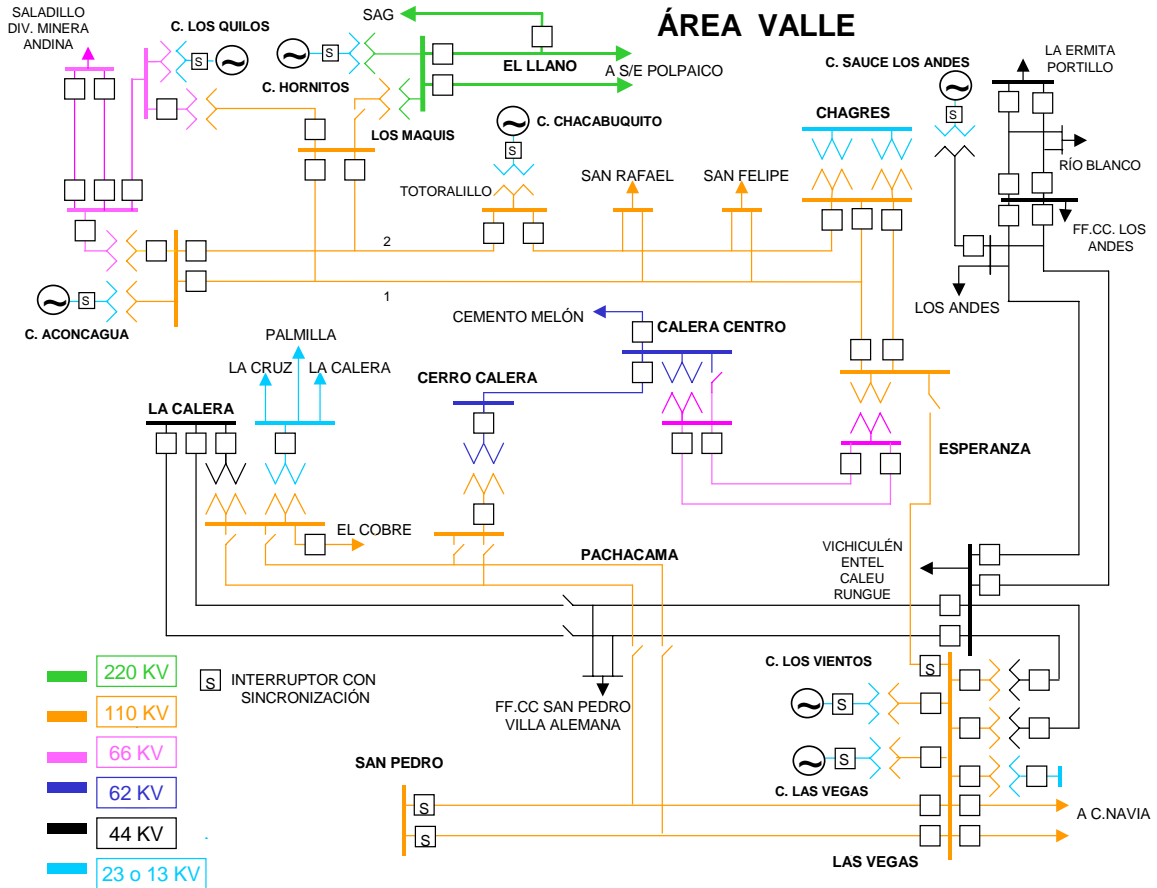 ÁREA VALLE
SALADILLO
DIV. MINERA
ANDINA
C. LOS QUILOS
S
SAG
S
C. HORNITOS
EL LLANO
A S/E POLPAICO
LOS MAQUIS
C. CHACABUQUITO
S
TOTORALILLO
SAN RAFAEL
SAN FELIPE
CHAGRES
C. SAUCE LOS ANDES
S
LA ERMITA
PORTILLO
RÍO BLANCO
FF.CC. LOS
ANDES
LOS ANDES
2
1
S
C. ACONCAGUA
CEMENTO MELÓN
CALERA CENTRO
PALMILLA
LA CRUZ
LA CALERA
CERRO CALERA
LA CALERA
ESPERANZA
EL COBRE
PACHACAMA
VICHICULÉN
ENTEL
CALEU
RUNGUE
220 KV
110 KV
66 KV
62 KV
44 KV
23 o 13 KV
S
INTERRUPTOR CON
SINCRONIZACIÓN
FF.CC SAN PEDRO
VILLA ALEMANA
S
C. LOS VIENTOS
S
S
C. LAS VEGAS
SAN PEDRO
S
S
A C.NAVIA
LAS VEGAS